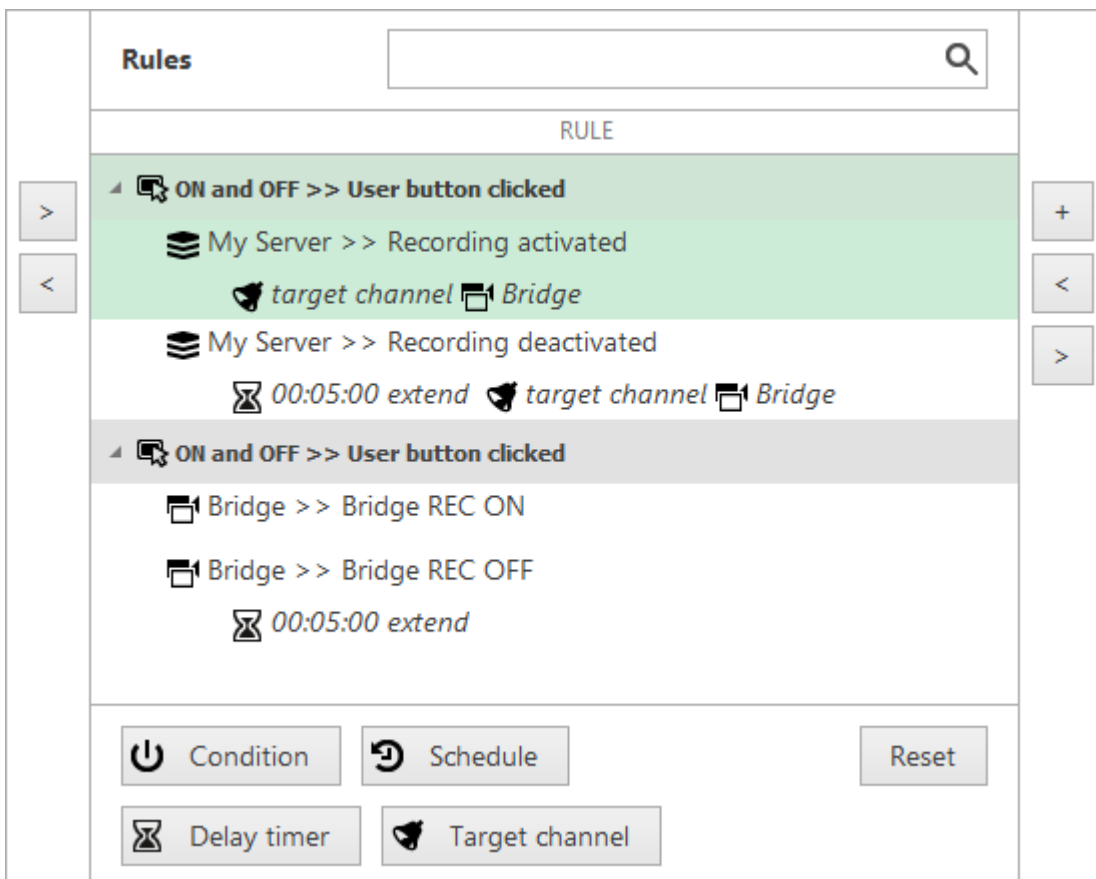 Rules
RULE
ON and OFF >> User button clicked
My Server >> Recording activated
target channel Bridge
My Server >> Recording deactivated
00:05:00 extend target channel Bridge
ON and OFF >> User button clicked
Bridge >> Bridge REC ON
Bridge >> Bridge REC OFF
00:05:00 extend
>
<
+
<
>
Condition Schedule Reset
Delay timer Target channel